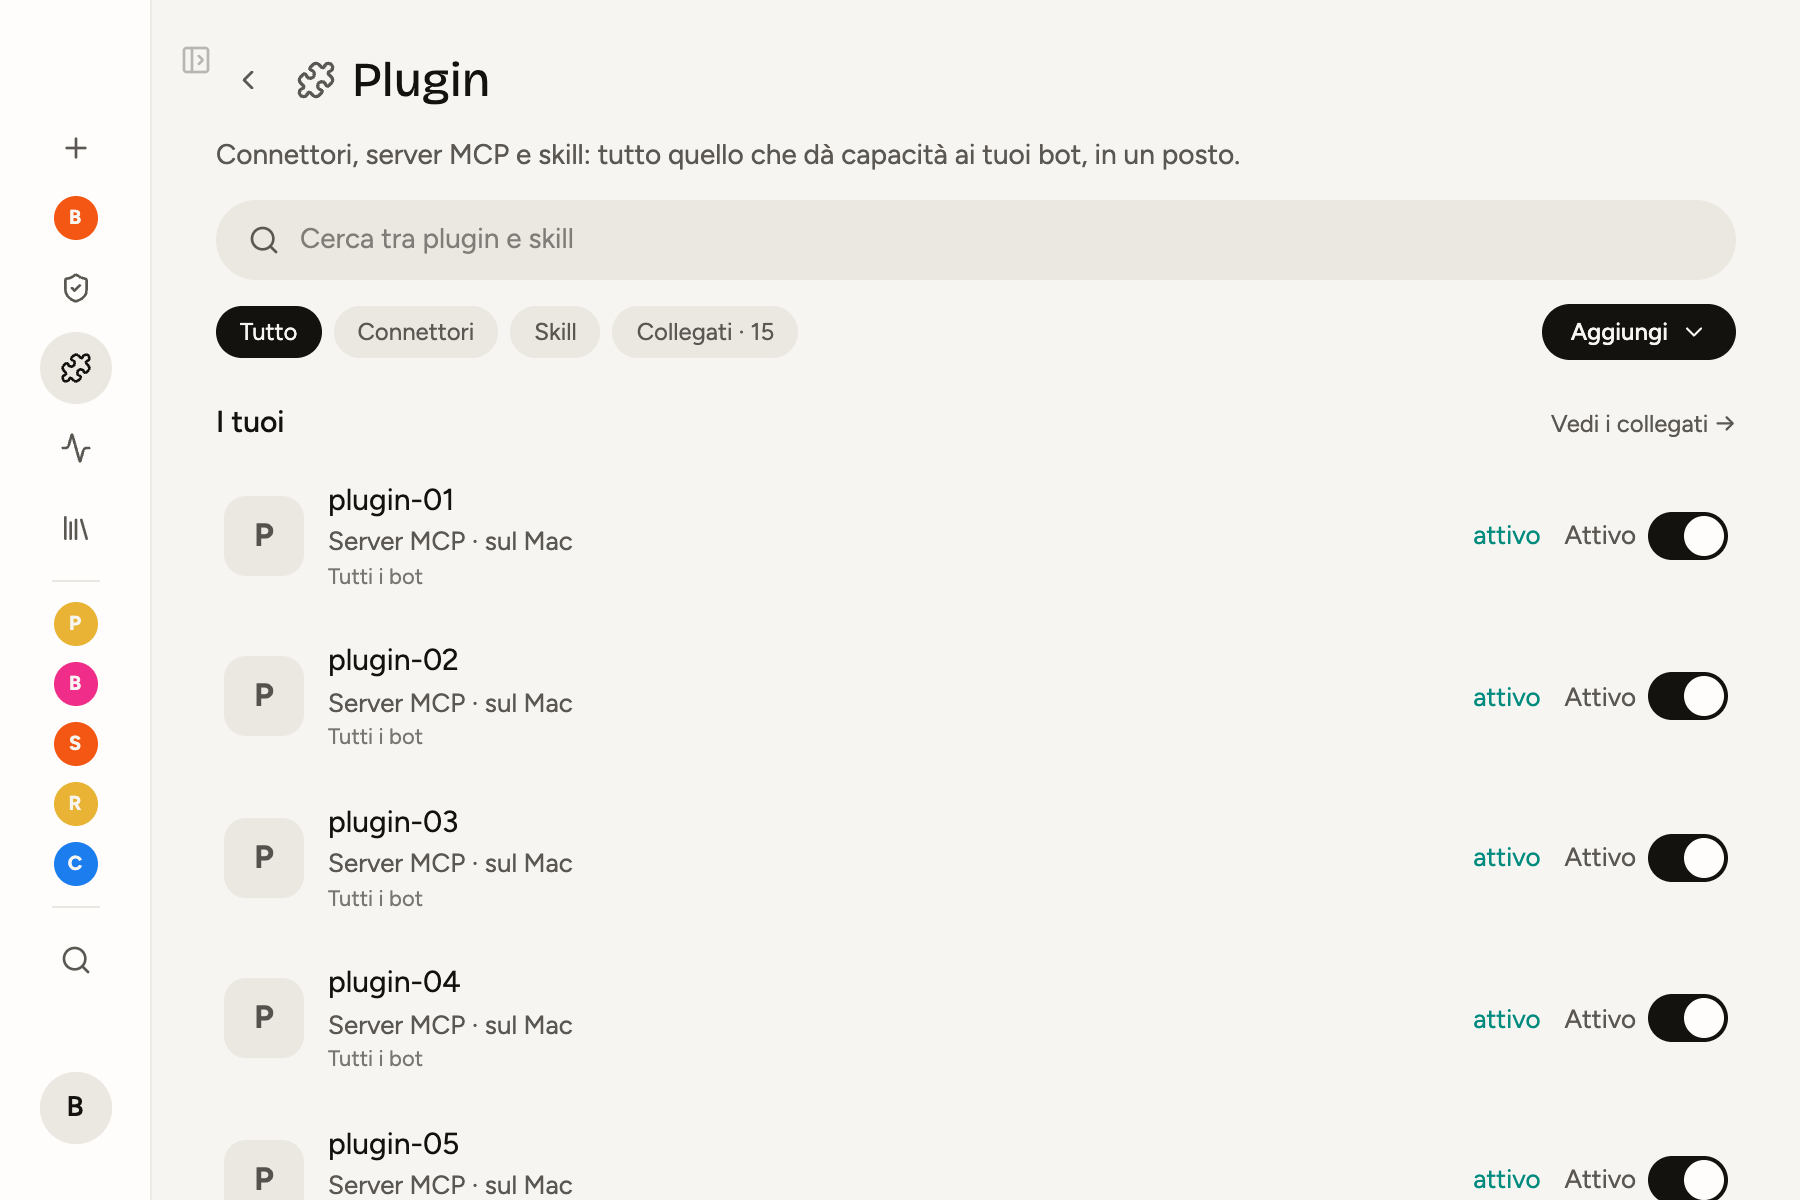 Plugin
Connettori, server MCP e skill: tutto quello che dà capacità ai tuoi bot, in un posto.
Cerca tra plugin e skill
Tutto Connettori Skill Collegati · 15 Aggiungi
I tuoi Vedi i collegati →
P plugin-01
Server MCP · sul Mac attivo Attivo
Tutti i bot
P plugin-02
Server MCP · sul Mac attivo Attivo
Tutti i bot
P plugin-03
Server MCP · sul Mac attivo Attivo
Tutti i bot
P plugin-04
Server MCP · sul Mac attivo Attivo
Tutti i bot
P plugin-05
Server MCP · sul Mac attivo Attivo
B
P
B
S
R
C
B